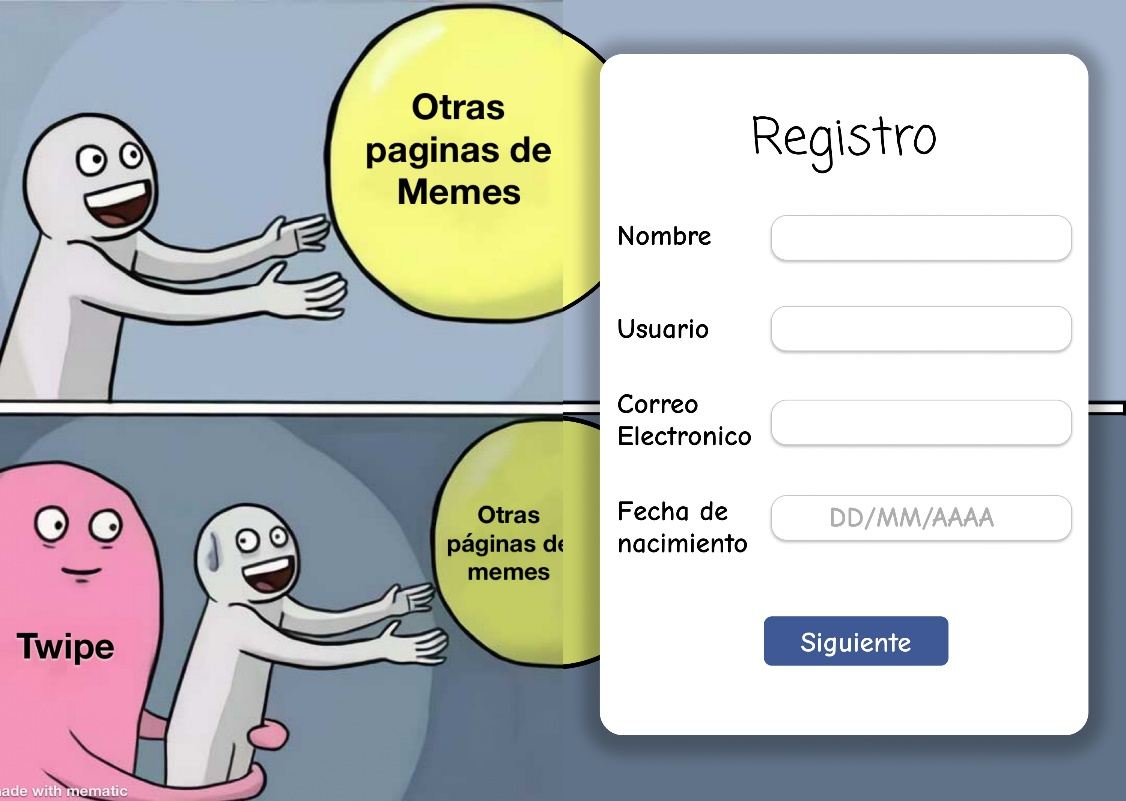 Otras
paginas de
Memes
Otras
páginas de
memes
Twipe
made with mematic
Registro
Nombre
Usuario
Correo
Electronico
Fecha de
nacimiento
DD/MM/AAAA
Siguiente